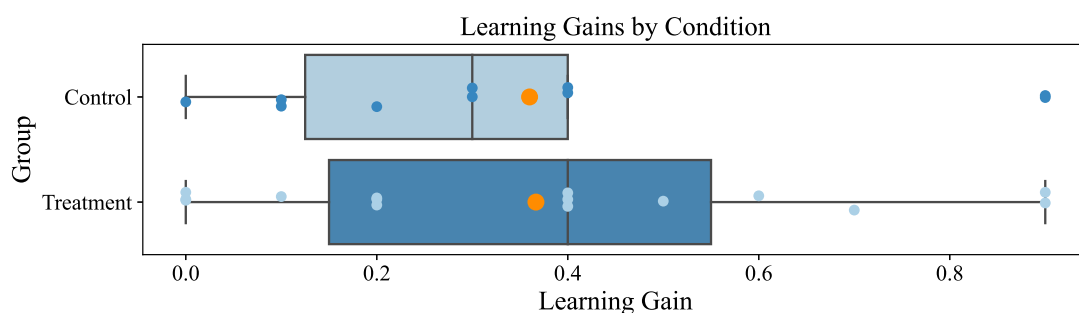 Learning Gains by Condition
Group
Control
Treatment
0.0 0.2 0.4 0.6 0.8
Learning Gain